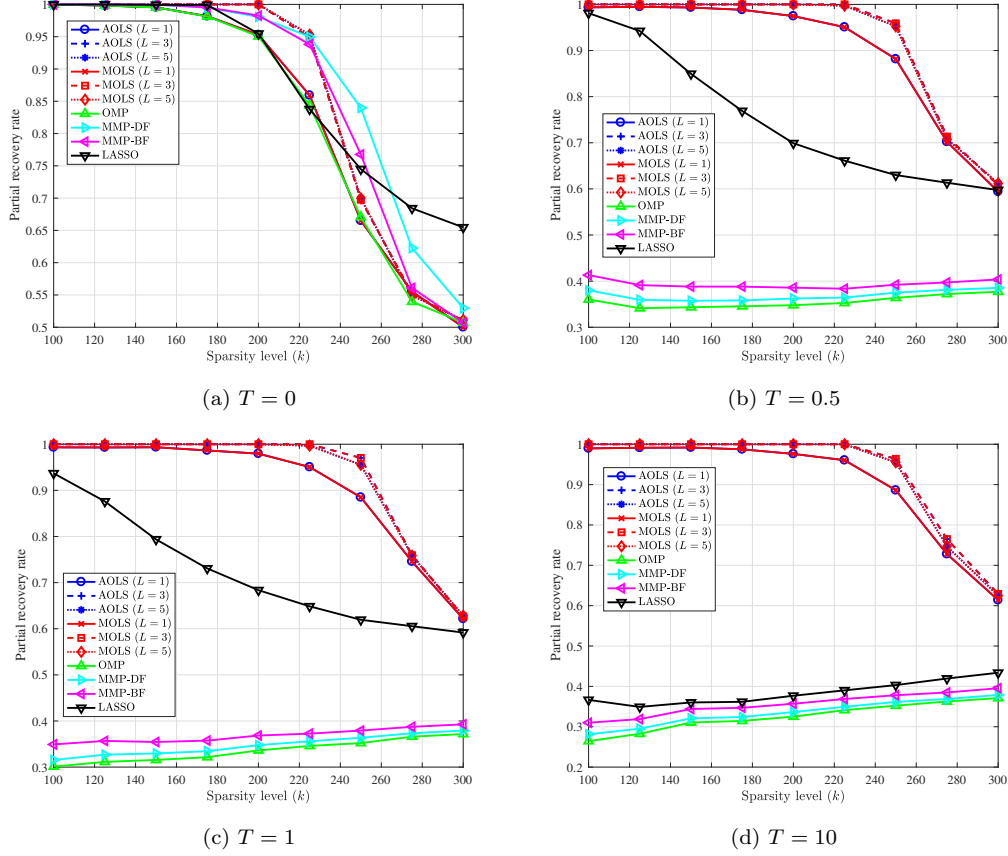 1
0.95
0.9
0.85
0.8
0.75
0.7
0.65
0.6
0.55
0.5
Partial recovery rate
AOLS (L = 1)
AOLS (L = 3)
AOLS (L = 5)
MOLS (L = 1)
MOLS (L = 3)
MOLS (L = 5)
OMP
MMP-DF
MMP-BF
LASSO
100 120 140 160 180 200 220 240 260 280 300
Sparsity level (k)
(a) T = 0
1
0.9
0.8
0.7
0.6
0.5
0.4
0.3
Partial recovery rate
AOLS (L = 1)
AOLS (L = 3)
AOLS (L = 5)
MOLS (L = 1)
MOLS (L = 3)
MOLS (L = 5)
OMP
MMP-DF
MMP-BF
LASSO
100 120 140 160 180 200 220 240 260 280 300
Sparsity level (k)
(b) T = 0.5
1
0.9
0.8
0.7
0.6
0.5
0.4
0.3
Partial recovery rate
AOLS (L = 1)
AOLS (L = 3)
AOLS (L = 5)
MOLS (L = 1)
MOLS (L = 3)
MOLS (L = 5)
OMP
MMP-DF
MMP-BF
LASSO
100 120 140 160 180 200 220 240 260 280 300
Sparsity level (k)
(c) T = 1
1
0.9
0.8
0.7
0.6
0.5
0.4
0.3
0.2
Partial recovery rate
AOLS (L = 1)
AOLS (L = 3)
AOLS (L = 5)
MOLS (L = 1)
MOLS (L = 3)
MOLS (L = 5)
OMP
MMP-DF
MMP-BF
LASSO
100 120 140 160 180 200 220 240 260 280 300
Sparsity level (k)
(d) T = 10